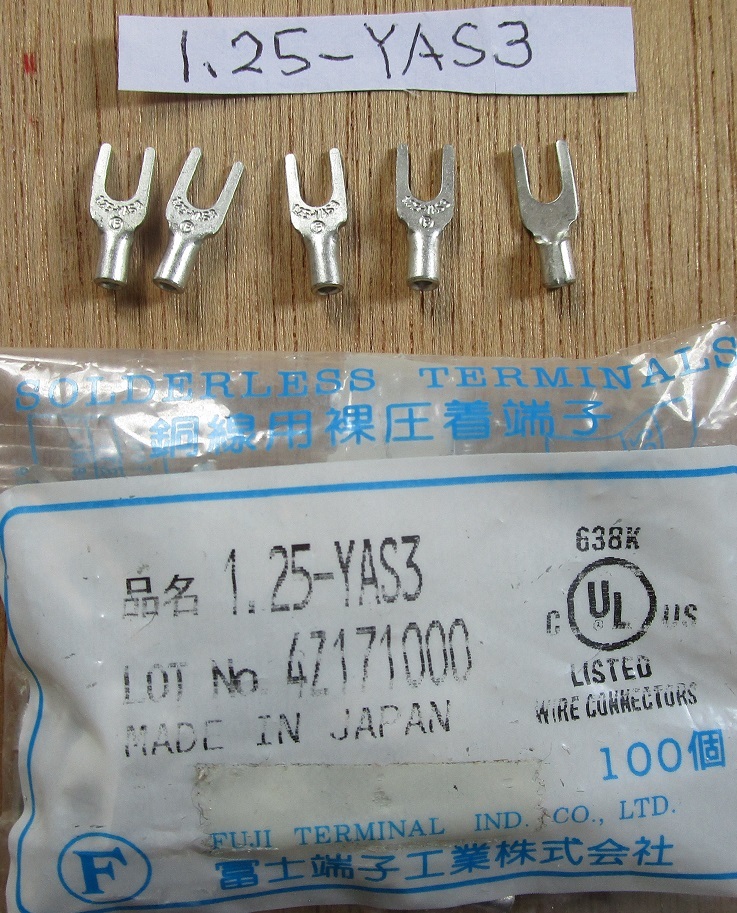 1.25-YAS3
SOLDERLESS TERMINALS
銅線用裸圧着端子
品名 1.25-YAS3
LOT No 4Z171000
MADE IN JAPAN
638K
C UL US
LISTED
WIRE CONNECTORS
100個
FUJI TERMINAL IND. CO., LTD.
F 冨士端子工業株式会社